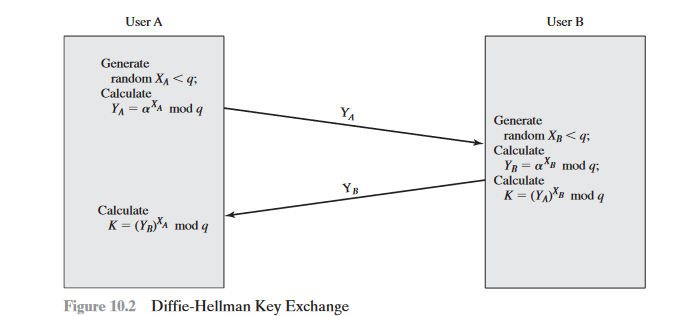 User A
User B
Generate
random X_A < q;
Calculate
Y_A = α^{X_A} mod q
Y_A
Generate
random X_B < q;
Calculate
Y_B = α^{X_B} mod q;
Calculate
K = (Y_A)^{X_B} mod q
Y_B
Calculate
K = (Y_B)^{X_A} mod q
Figure 10.2 Diffie-Hellman Key Exchange